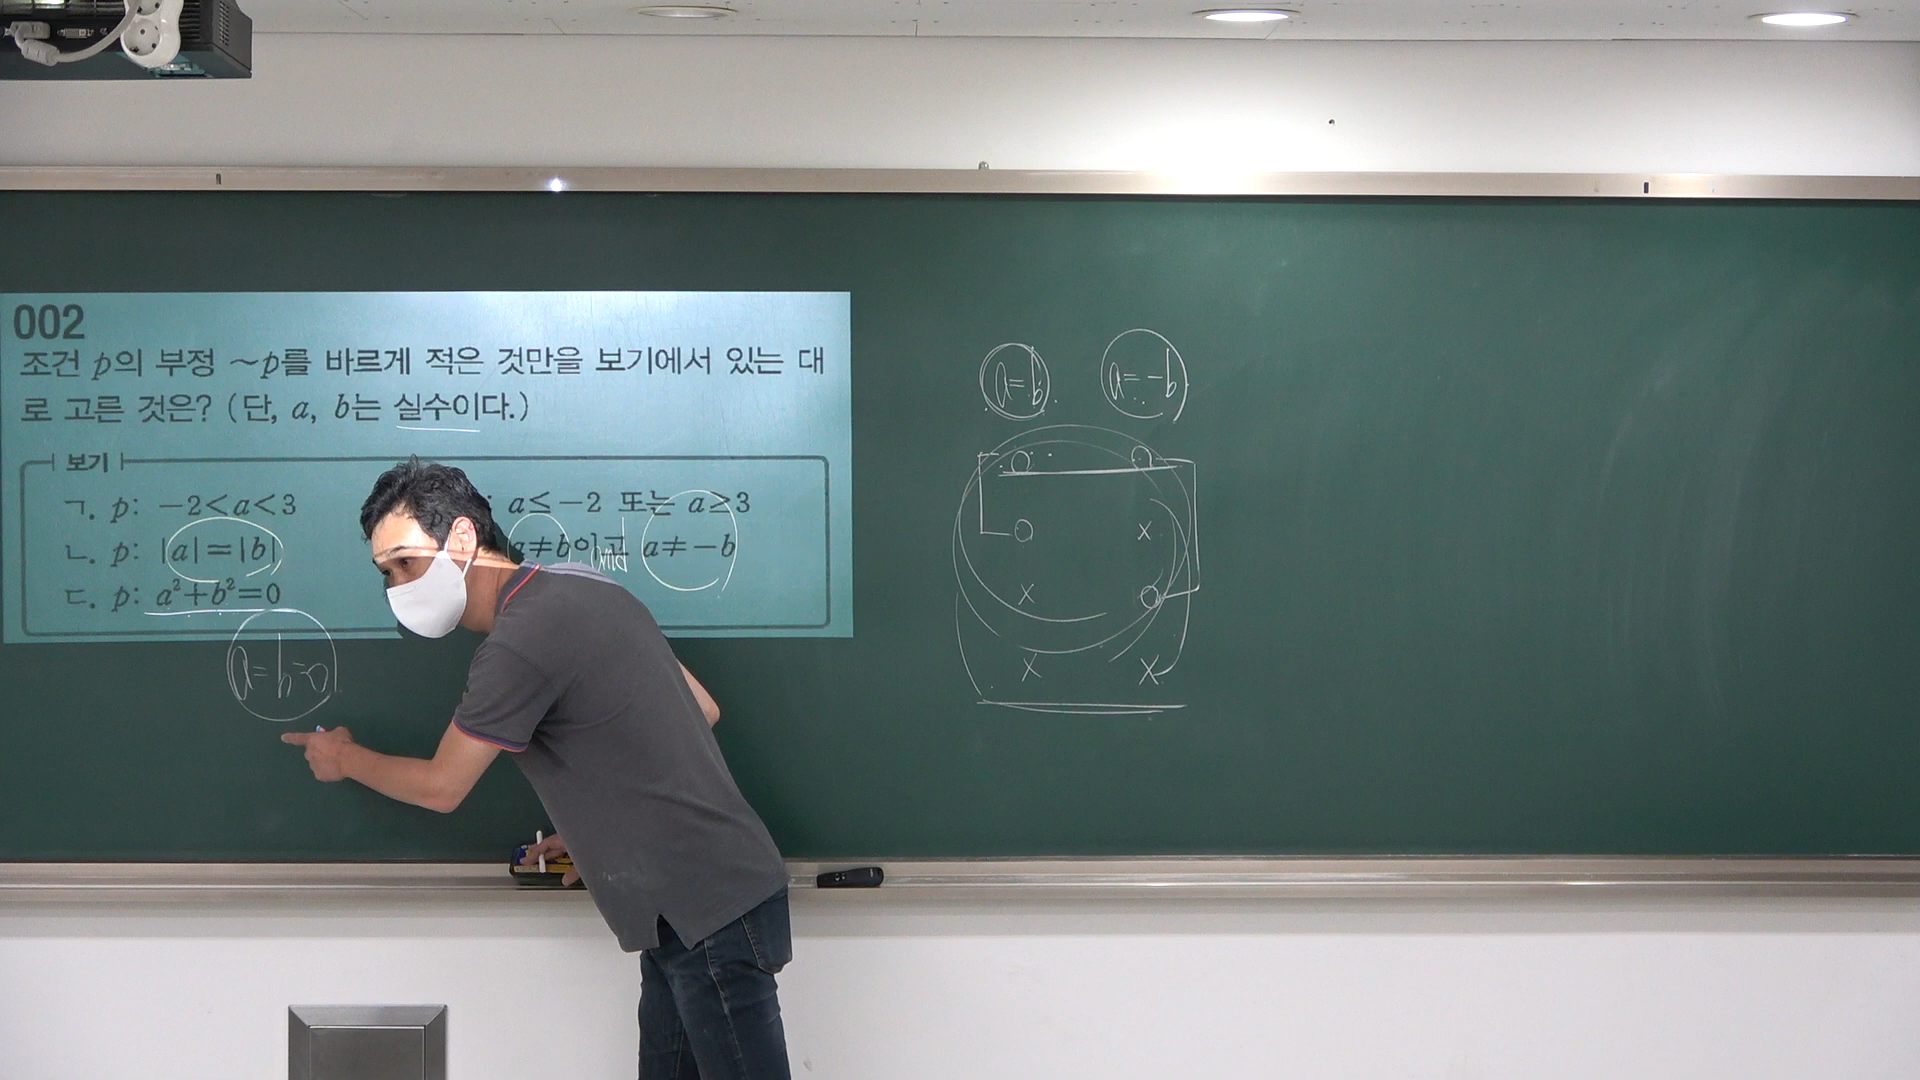 002
조건 p의 부정 ~p를 바르게 적은 것만을 보기에서 있는 대
로 고른 것은? (단, a, b는 실수이다.)
보기
ㄱ. p: -2<a<3 : a≤-2 또는 a≥3
ㄴ. p: |a|=|b| a≠b이고 a≠-b
and
ㄷ. p: a²+b²=0
a=b=0
a=b a=-b
O O
O X
X O
X X